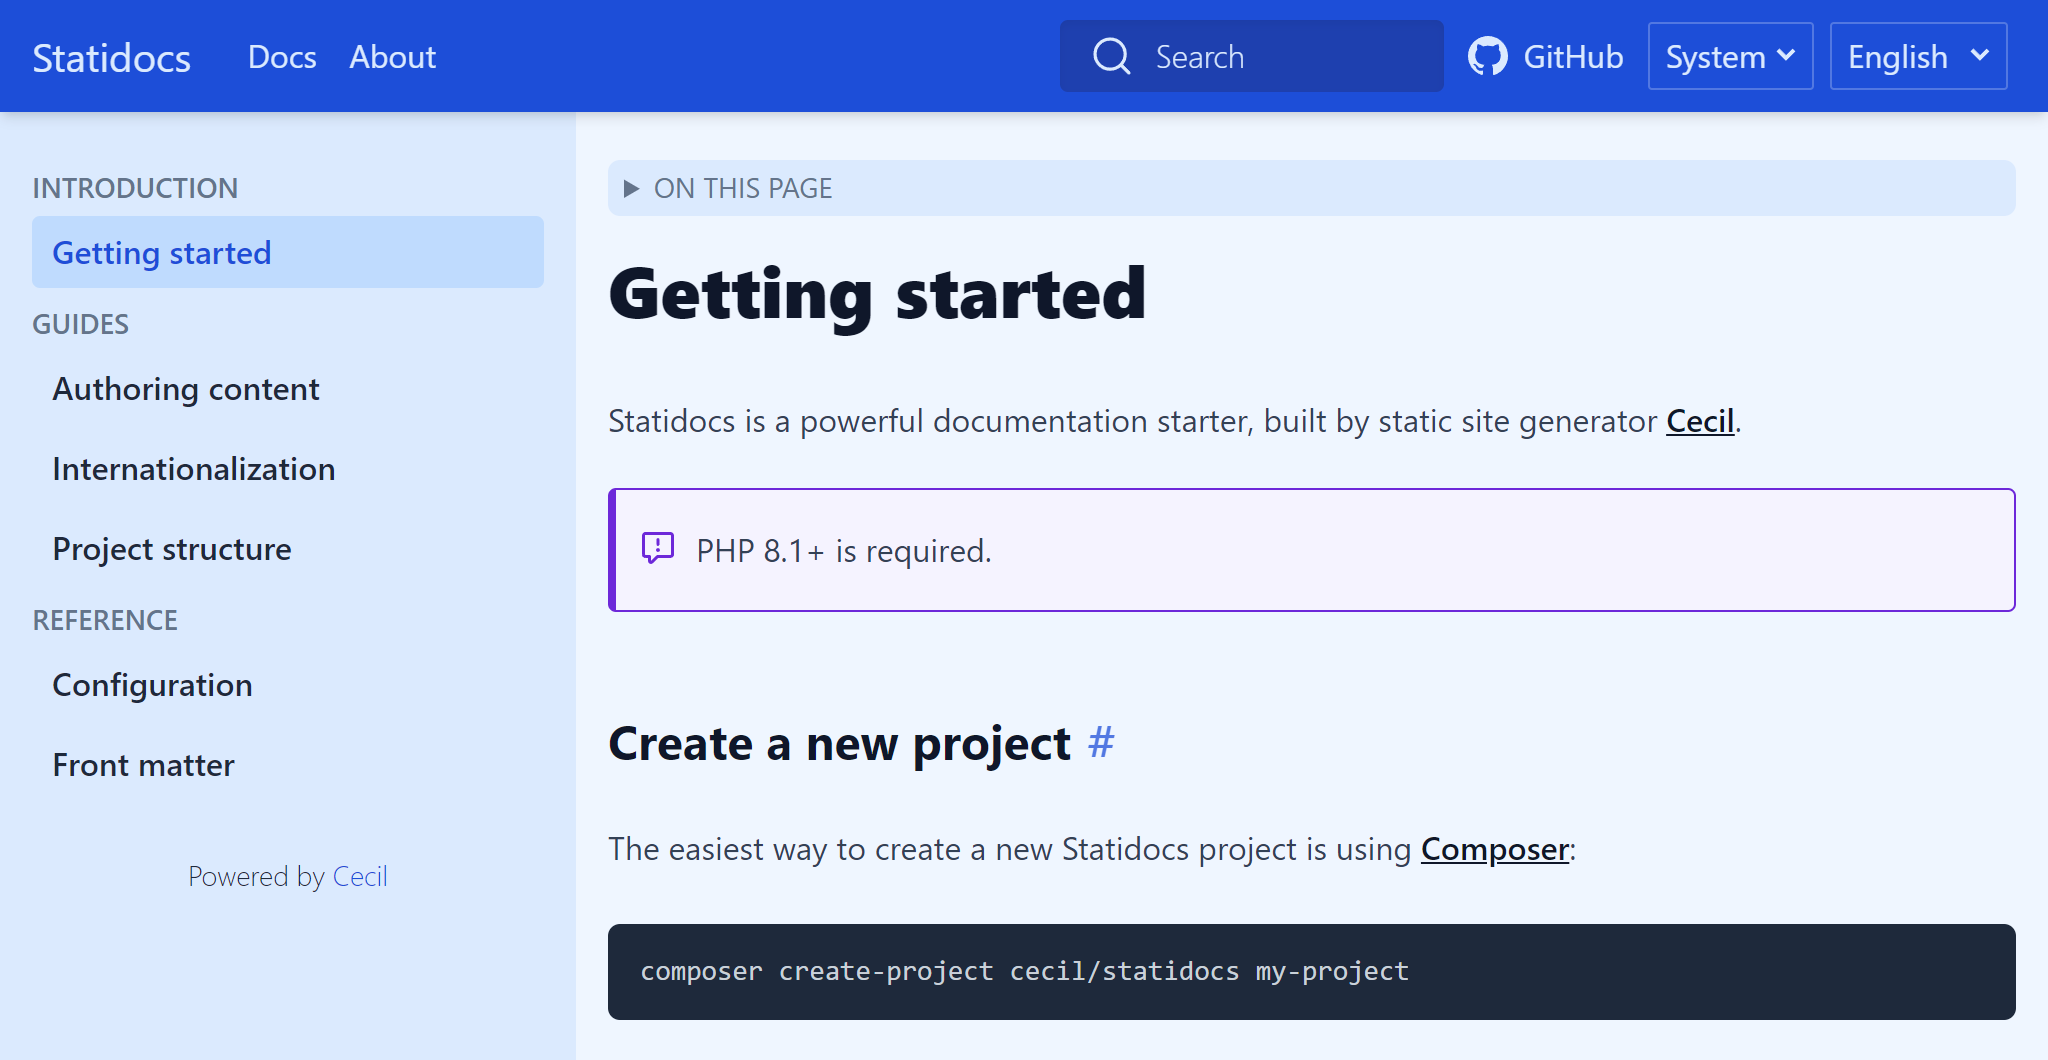 Statidocs Docs About Search GitHub System English
INTRODUCTION
Getting started
GUIDES
Authoring content
Internationalization
Project structure
REFERENCE
Configuration
Front matter
Powered by Cecil
ON THIS PAGE
Getting started
Statidocs is a powerful documentation starter, built by static site generator Cecil.
PHP 8.1+ is required.
Create a new project #
The easiest way to create a new Statidocs project is using Composer:
composer create-project cecil/statidocs my-project